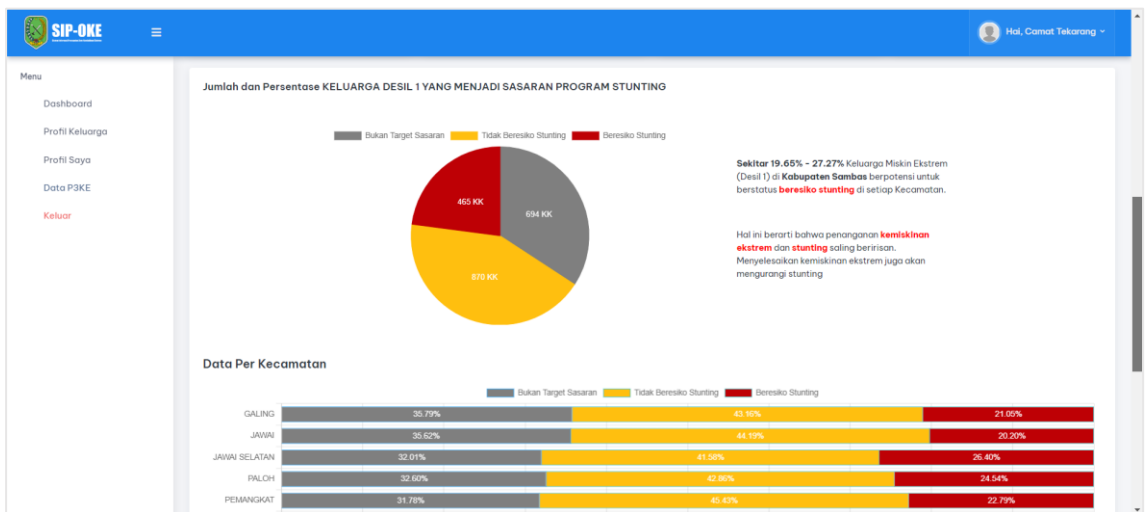 SIP-OKE
Hai, Camat Tekarang
Menu
Dashboard
Profil Keluarga
Profil Saya
Data P3KE
Keluar
Jumlah dan Persentase KELUARGA DESIL 1 YANG MENJADI SASARAN PROGRAM STUNTING
Bukan Target Sasaran Tidak Beresiko Stunting Beresiko Stunting
465 KK
694 KK
870 KK
Sekitar 19.65% - 27.27% Keluarga Miskin Ekstrem
(Desil 1) di Kabupaten Sambas berpotensi untuk
berstatus beresiko stunting di setiap Kecamatan.
Hal ini berarti bahwa penanganan kemiskinan
ekstrem dan stunting saling beririsan.
Menyelesaikan kemiskinan ekstrem juga akan
mengurangi stunting
Data Per Kecamatan
Bukan Target Sasaran Tidak Beresiko Stunting Beresiko Stunting
GALING 35.79% 43.16% 21.05%
JAWAI 35.62% 44.19% 20.20%
JAWAI SELATAN 32.01% 41.58% 26.40%
PALOH 32.60% 42.86% 24.54%
PEMANGKAT 31.78% 45.43% 22.79%